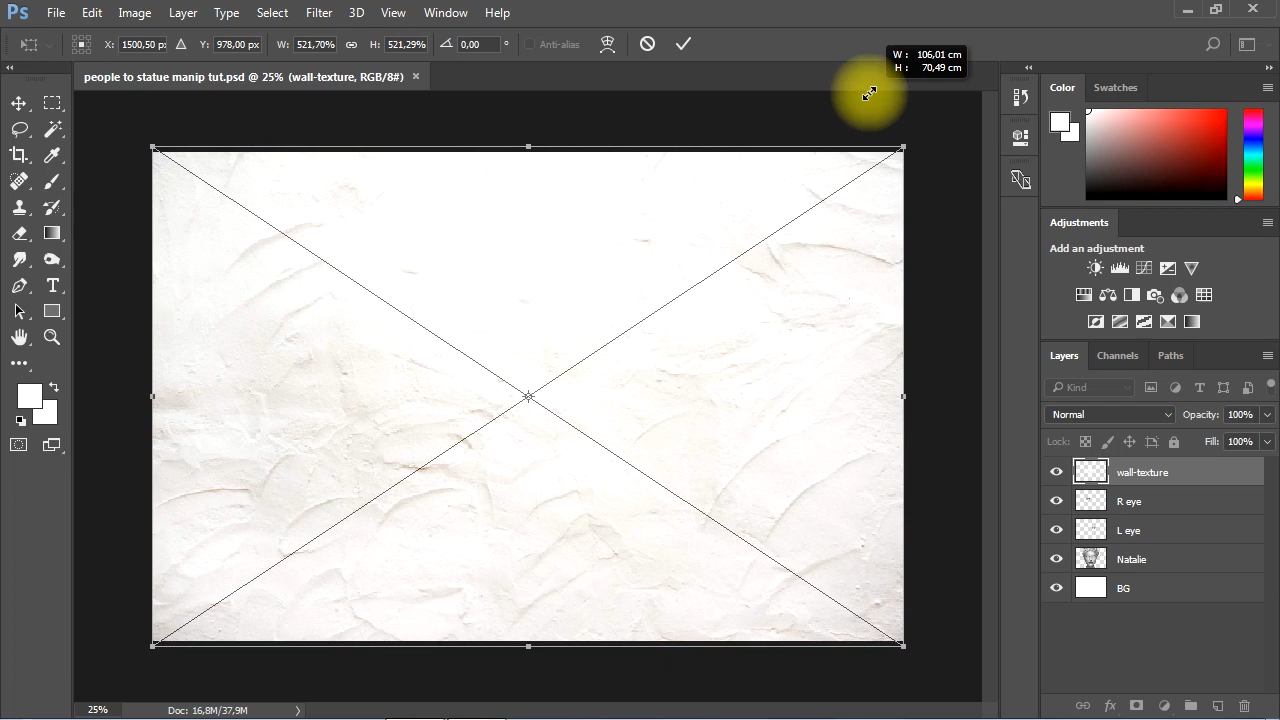 Ps File Edit Image Layer Type Select Filter 3D View Window Help
X: 1500,50 px Y: 978,00 px W: 521,70% H: 521,29% 0,00 ° Anti-alias
W : 106,01 cm
H : 70,49 cm
people to statue manip tut.psd @ 25% (wall-texture, RGB/8#) ×
Color Swatches
Adjustments
Add an adjustment
Layers Channels Paths
Kind
Normal Opacity: 100%
Lock: Fill: 100%
wall-texture
R eye
L eye
Natalie
BG
25% Doc: 16,8M/37,9M